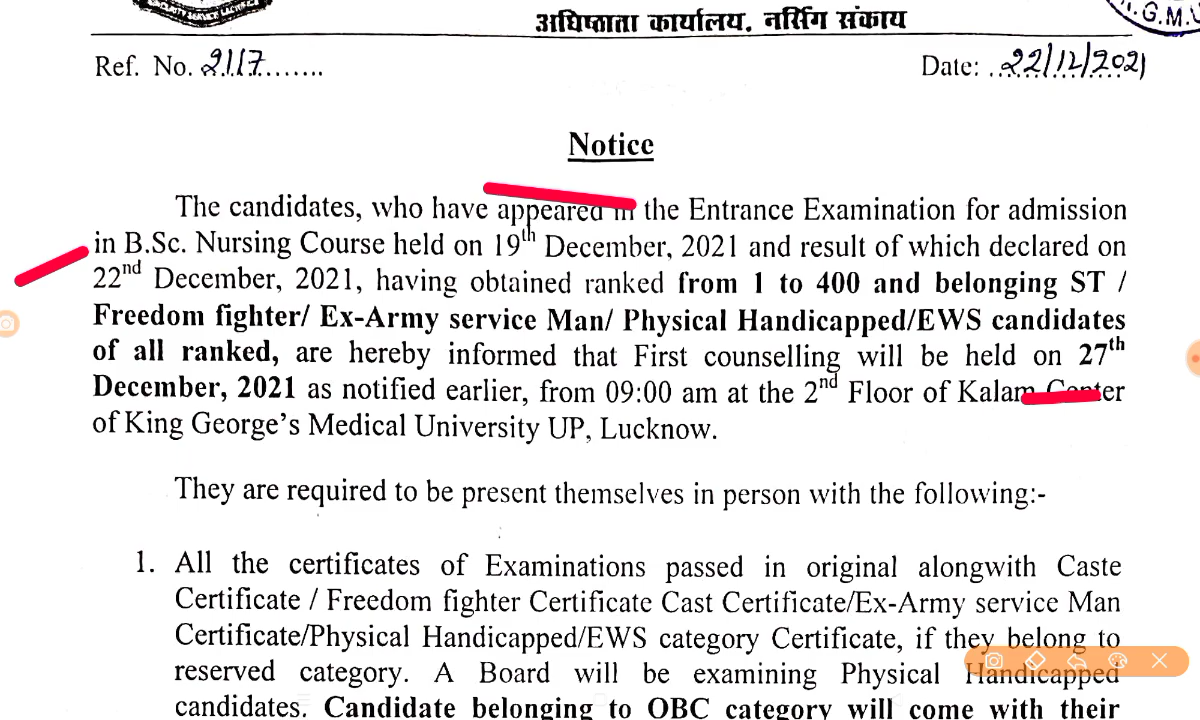 अधिष्ठाता कार्यालय, नर्सिंग संकाय
K.G.M.U
Ref. No. 2117........
Date: ..22/12/2021
Notice
The candidates, who have appeared in the Entrance Examination for admission
in B.Sc. Nursing Course held on 19th December, 2021 and result of which declared on
22nd December, 2021, having obtained ranked from 1 to 400 and belonging ST /
Freedom fighter/ Ex-Army service Man/ Physical Handicapped/EWS candidates
of all ranked, are hereby informed that First counselling will be held on 27th
December, 2021 as notified earlier, from 09:00 am at the 2nd Floor of Kalam Center
of King George's Medical University UP, Lucknow.
They are required to be present themselves in person with the following:-
1. All the certificates of Examinations passed in original alongwith Caste
Certificate / Freedom fighter Certificate Cast Certificate/Ex-Army service Man
Certificate/Physical Handicapped/EWS category Certificate, if they belong to
reserved category. A Board will be examining Physical Handicapped
candidates. Candidate belonging to OBC category will come with their